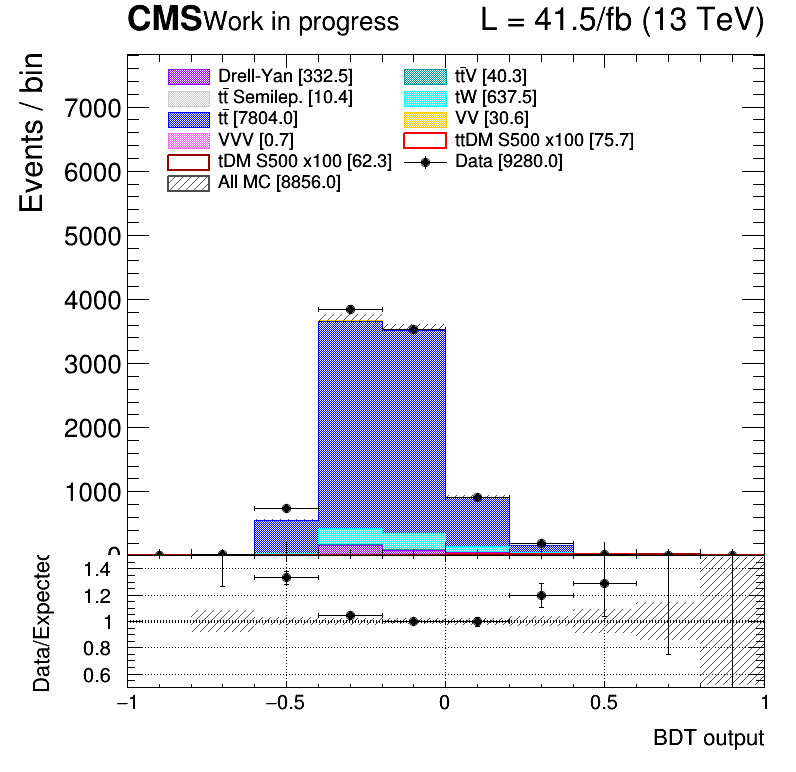 CMS Work in progress L = 41.5/fb (13 TeV)
Events / bin
Drell-Yan [332.5] tt̄V [40.3]
tt̄ Semilep. [10.4] tW [637.5]
tt̄ [7804.0] VV [30.6]
VVV [0.7] ttDM S500 x100 [75.7]
tDM S500 x100 [62.3] Data [9280.0]
All MC [8856.0]
7000
6000
5000
4000
3000
2000
1000
0
Data/Expected
1.4
1.2
1
0.8
0.6
−1 −0.5 0 0.5 1
BDT output